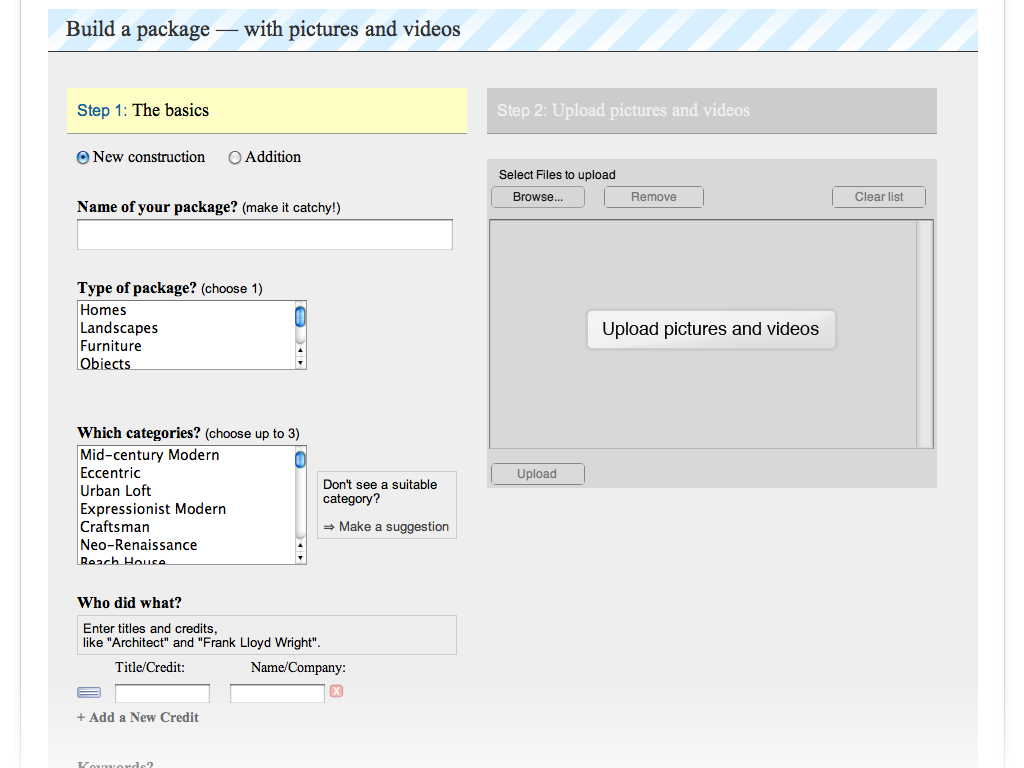 Build a package — with pictures and videos
Step 1: The basics
New construction
Addition
Name of your package? (make it catchy!)
Type of package? (choose 1)
Homes
Landscapes
Furniture
Objects
Which categories? (choose up to 3)
Mid-century Modern
Eccentric
Urban Loft
Expressionist Modern
Craftsman
Neo-Renaissance
Beach House
Don't see a suitable
category?
⇒ Make a suggestion
Who did what?
Enter titles and credits,
like "Architect" and "Frank Lloyd Wright".
Title/Credit:
Name/Company:
+ Add a New Credit
Keywords?
Step 2: Upload pictures and videos
Select Files to upload
Browse...
Remove
Clear list
Upload pictures and videos
Upload